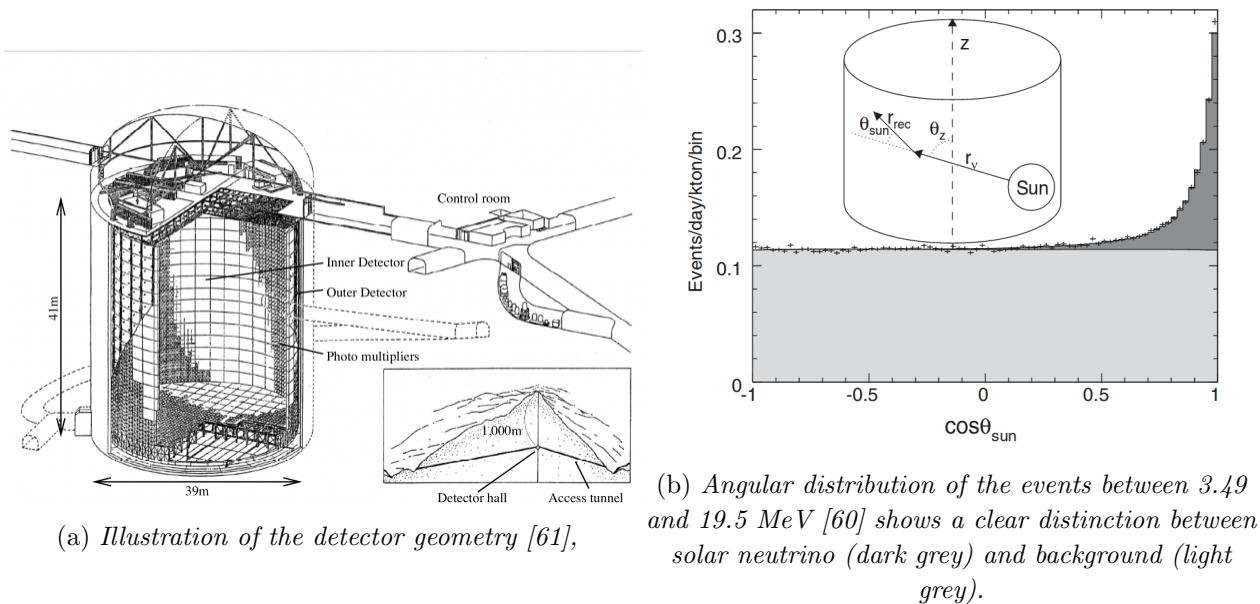 Control room
Inner Detector
Outer Detector
Photo multipliers
41m
39m
1,000m
Detector hall
Access tunnel
(a) Illustration of the detector geometry [61],
0.3
0.2
0.1
0
Events/day/kton/bin
z
θsun
rrec
θz
rν
Sun
-1 -0.5 0 0.5 1
cosθsun
(b) Angular distribution of the events between 3.49
and 19.5 MeV [60] shows a clear distinction between
solar neutrino (dark grey) and background (light
grey).